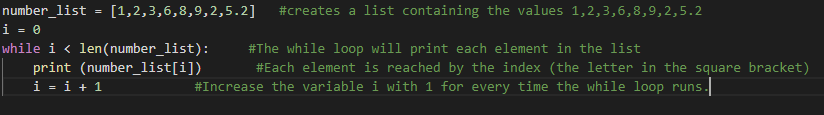 number_list = [1,2,3,6,8,9,2,5.2]   #creates a list containing the values 1,2,3,6,8,9,2,5.2
i = 0
while i < len(number_list):     #The while loop will print each element in the list
    print (number_list[i])       #Each element is reached by the index (the letter in the square bracket)
    i = i + 1            #Increase the variable i with 1 for every time the while loop runs.